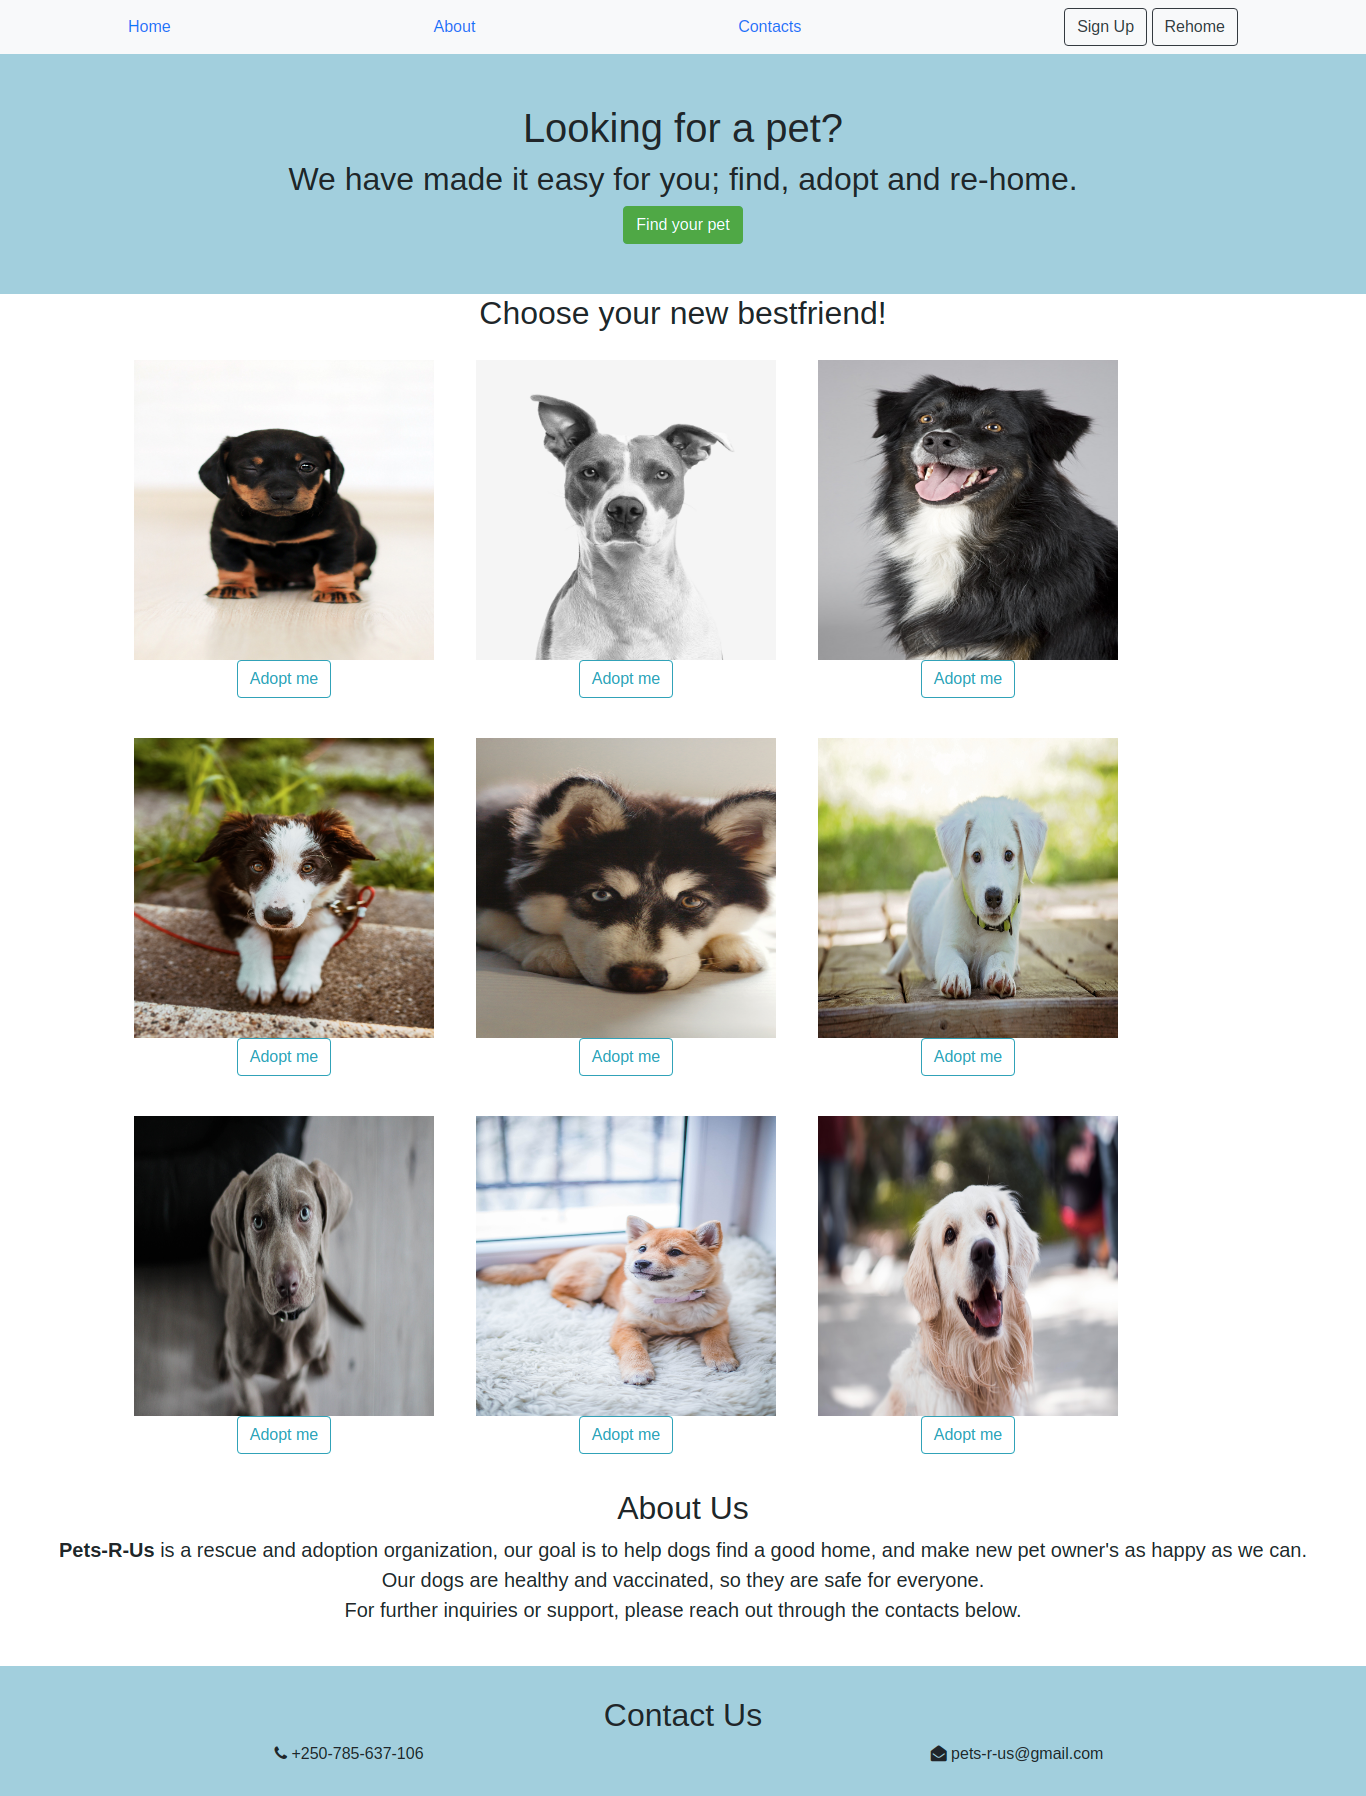 Home About Contacts Sign Up Rehome
Looking for a pet?
We have made it easy for you; find, adopt and re-home.
Find your pet
Choose your new bestfriend!
Adopt me Adopt me Adopt me
Adopt me Adopt me Adopt me
Adopt me Adopt me Adopt me
About Us
Pets-R-Us is a rescue and adoption organization, our goal is to help dogs find a good home, and make new pet owner's as happy as we can.
Our dogs are healthy and vaccinated, so they are safe for everyone.
For further inquiries or support, please reach out through the contacts below.
Contact Us
+250-785-637-106 pets-r-us@gmail.com